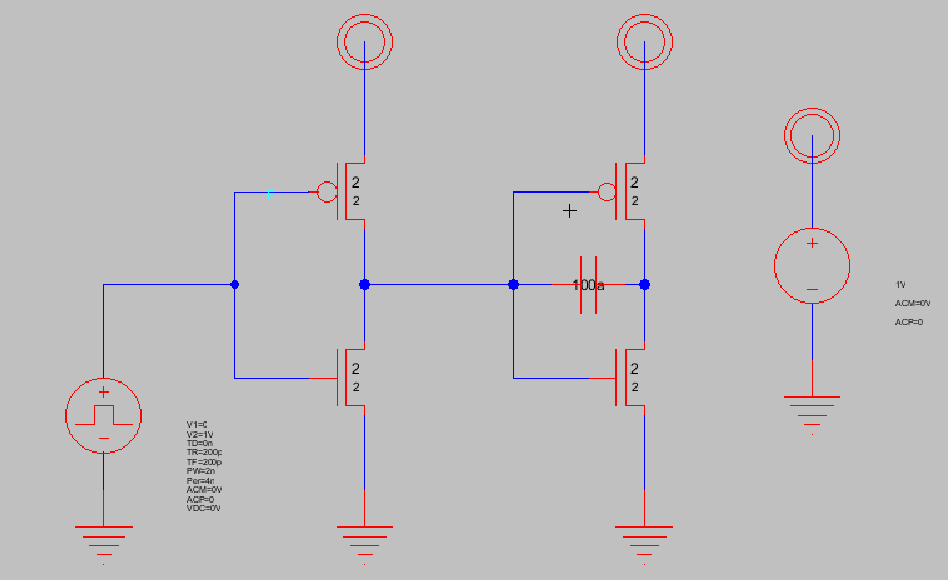 2
2
2
2
100a
2
2
2
2
1V
ACM=0V
ACP=0
V1=0
V2=1V
TD=0n
TR=200p
TF=200p
PW=2n
Per=4n
ACM=0V
ACP=0
VDC=0V